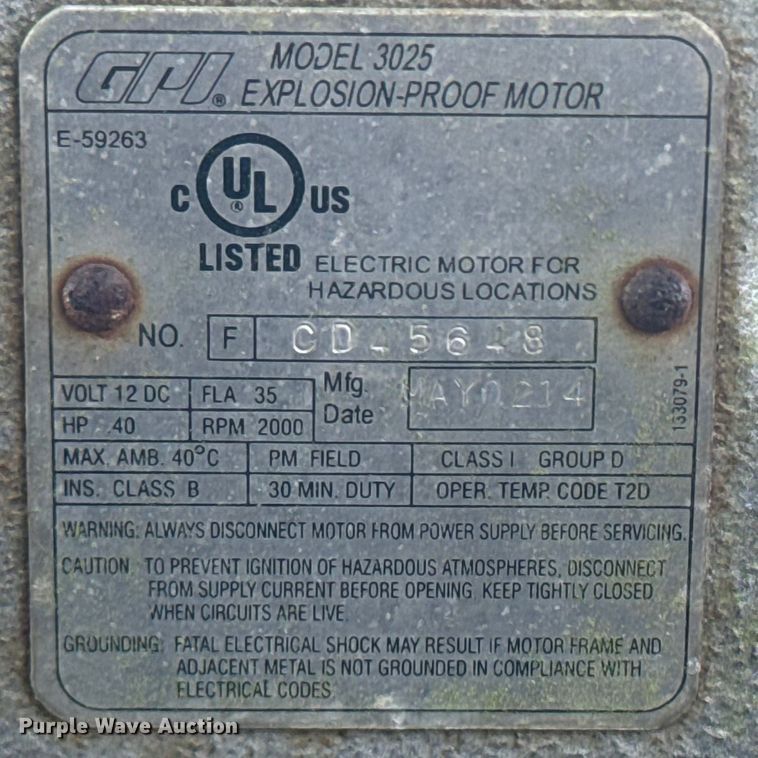 GPI® MODEL 3025
EXPLOSION-PROOF MOTOR
E-59263
C UL® US
LISTED ELECTRIC MOTOR FOR
HAZARDOUS LOCATIONS
NO. F
VOLT 12 DC FLA 35 Mfg. Date
HP .40 RPM 2000
133079-1
MAX. AMB. 40°C PM FIELD CLASS I GROUP D
INS. CLASS B 30 MIN. DUTY OPER. TEMP. CODE T2D
WARNING: ALWAYS DISCONNECT MOTOR FROM POWER SUPPLY BEFORE SERVICING.
CAUTION: TO PREVENT IGNITION OF HAZARDOUS ATMOSPHERES, DISCONNECT
FROM SUPPLY CURRENT BEFORE OPENING. KEEP TIGHTLY CLOSED
WHEN CIRCUITS ARE LIVE.
GROUNDING: FATAL ELECTRICAL SHOCK MAY RESULT IF MOTOR FRAME AND
ADJACENT METAL IS NOT GROUNDED IN COMPLIANCE WITH
ELECTRICAL CODES.
Purple Wave Auction